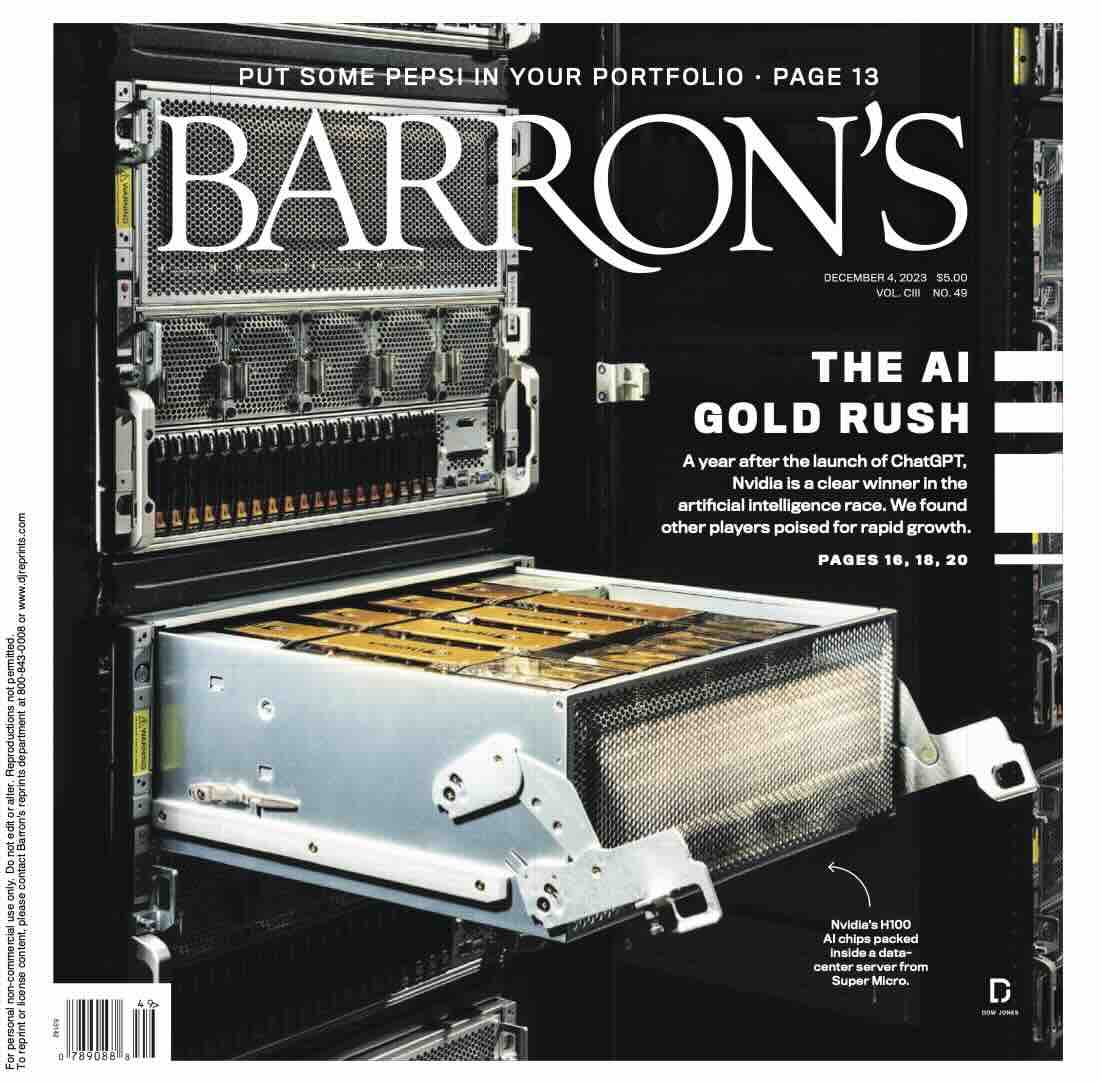 PUT SOME PEPSI IN YOUR PORTFOLIO · PAGE 13
BARRON'S
DECEMBER 4, 2023 $5.00
VOL. CIII NO. 49
THE AI
GOLD RUSH
A year after the launch of ChatGPT,
Nvidia is a clear winner in the
artificial intelligence race. We found
other players poised for rapid growth.
PAGES 16, 18, 20
WARNING
WARNING
Nvidia's H100
AI chips packed
inside a data-
center server from
Super Micro.
DOW JONES
49
0 78908 8
For personal non-commercial use only. Do not edit or alter. Reproductions not permitted.
To reprint or license content, please contact Barron's reprints department at 800-843-0008 or www.djreprints.com